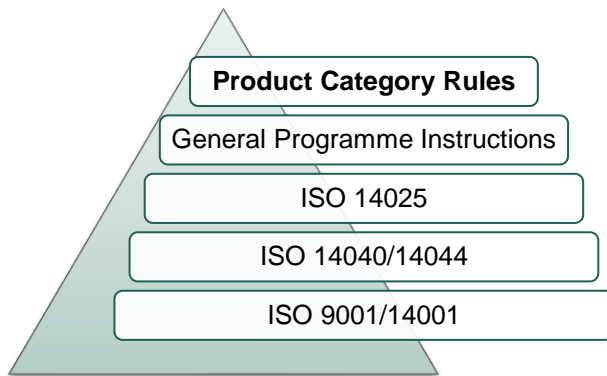 Product Category Rules
General Programme Instructions
ISO 14025
ISO 14040/14044
ISO 9001/14001